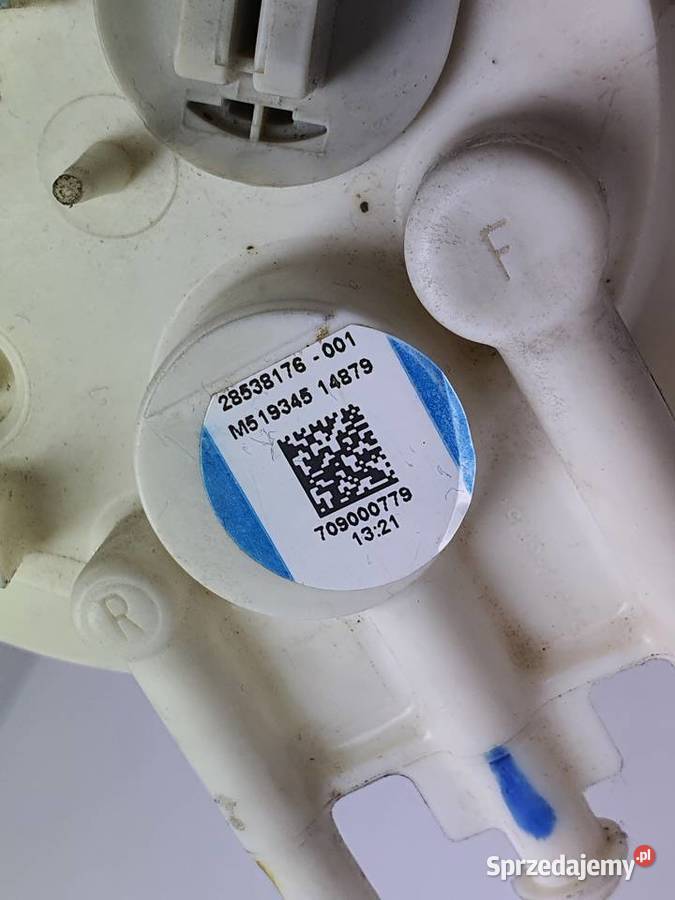 F
28538176 -001
M519345 14879
709000779
13:21
R
Sprzedajemy.pl